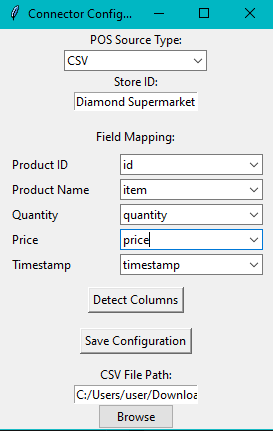 Connector Config...
POS Source Type:
CSV
Store ID:
Diamond Supermarket
Field Mapping:
Product ID id
Product Name item
Quantity quantity
Price price
Timestamp timestamp
Detect Columns
Save Configuration
CSV File Path:
C:/Users/user/Downloa
Browse